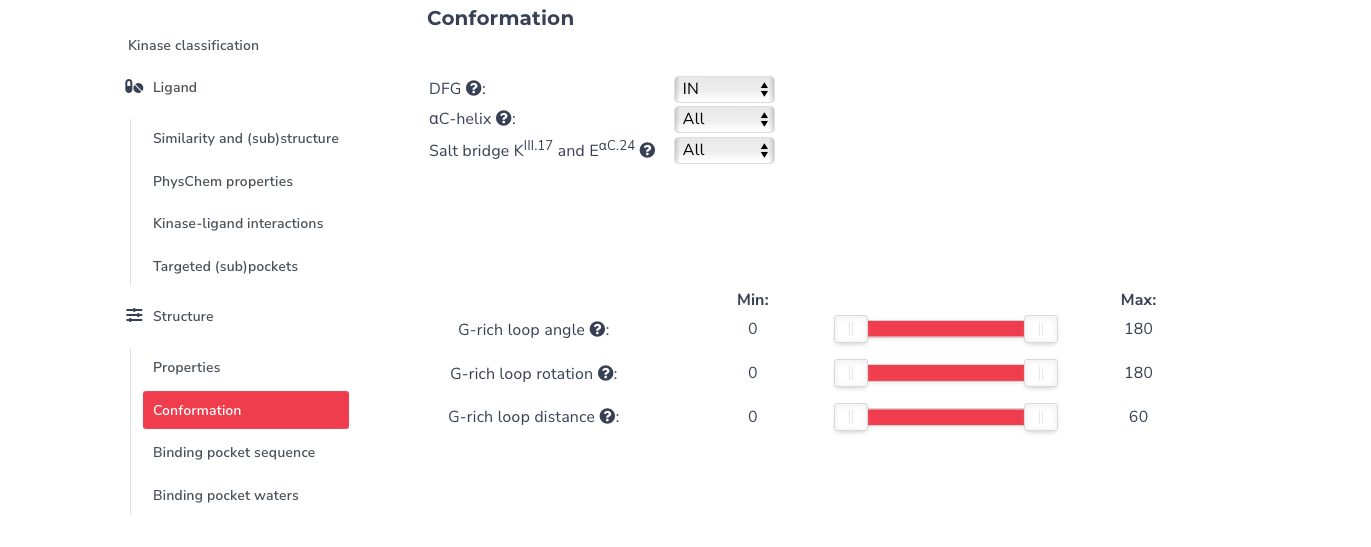 Conformation
Kinase classification
Ligand
Similarity and (sub)structure
PhysChem properties
Kinase-ligand interactions
Targeted (sub)pockets
Structure
Properties
Conformation
Binding pocket sequence
Binding pocket waters
DFG ?: IN
αC-helix ?: All
Salt bridge K^III.17 and E^αC.24 ? All
Min: Max:
G-rich loop angle ?: 0 180
G-rich loop rotation ?: 0 180
G-rich loop distance ?: 0 60